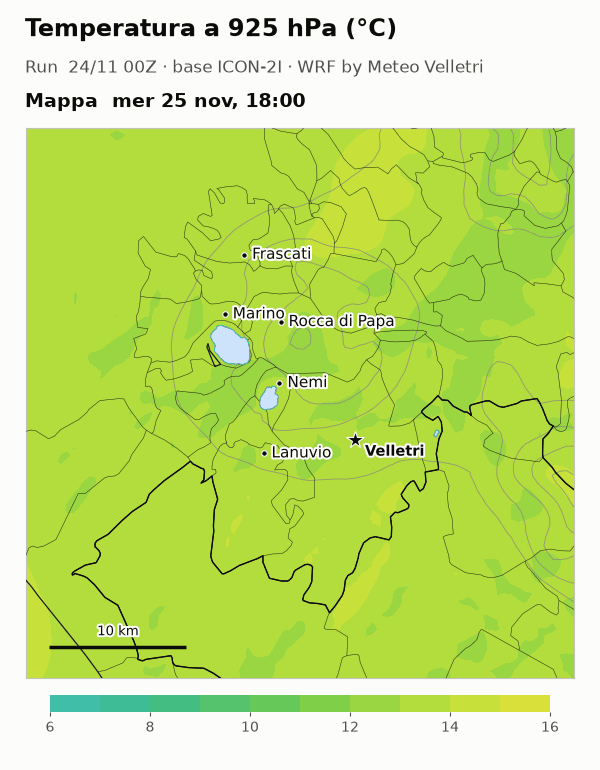 Temperatura a 925 hPa (°C)
Run  24/11 00Z · base ICON-2I · WRF by Meteo Velletri
Mappa  mer 25 nov, 18:00
Frascati
Marino
Rocca di Papa
Nemi
Velletri
Lanuvio
10 km
6 8 10 12 14 16